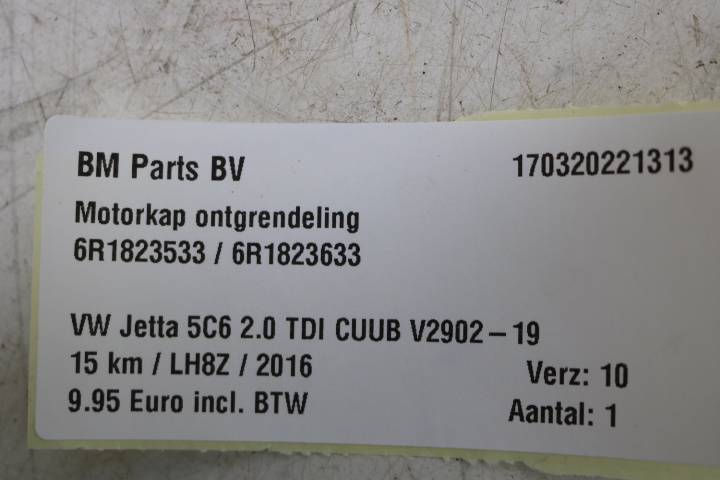 BM Parts BV 170320221313
Motorkap ontgrendeling
6R1823533 / 6R1823633
VW Jetta 5C6 2.0 TDI CUUB V2902 – 19
15 km / LH8Z / 2016 Verz: 10
9.95 Euro incl. BTW Aantal: 1